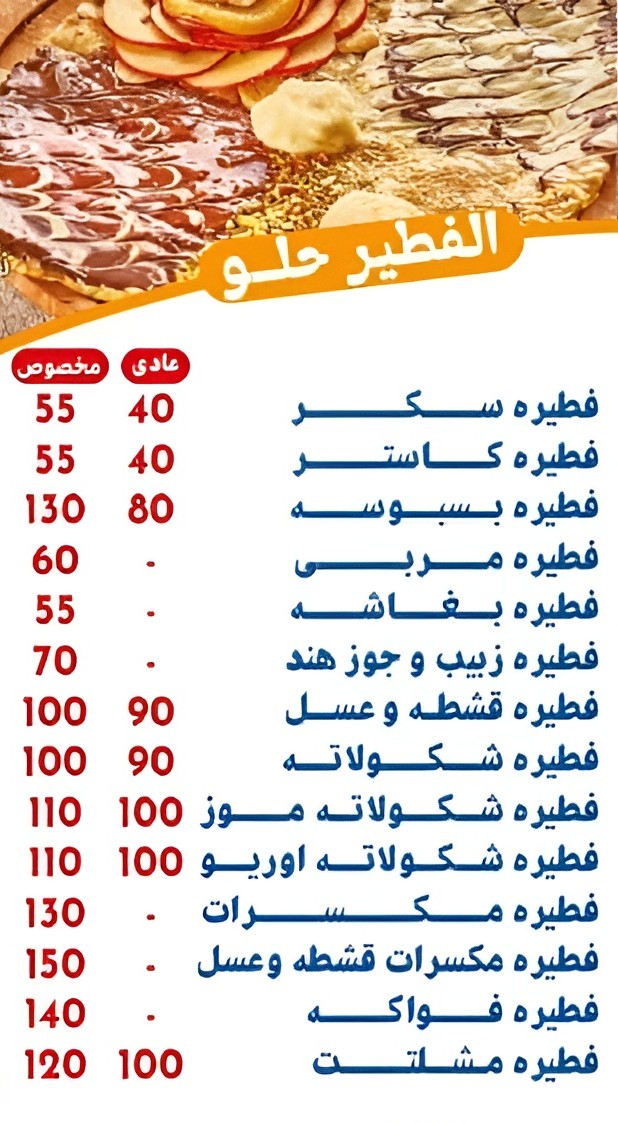 الفطير حلو
عادى مخصوص
فطيره سكر 40 55
فطيره كاستر 40 55
فطيره بسبوسه 80 130
فطيره مربى - 60
فطيره بغاشه - 55
فطيره زبيب و جوز هند - 70
فطيره قشطه و عسل 90 100
فطيره شكولاته 90 100
فطيره شكولاته موز 100 110
فطيره شكولاته اوريو 100 110
فطيره مكسرات - 130
فطيره مكسرات قشطه وعسل - 150
فطيره فواكه - 140
فطيره مشلتت 100 120